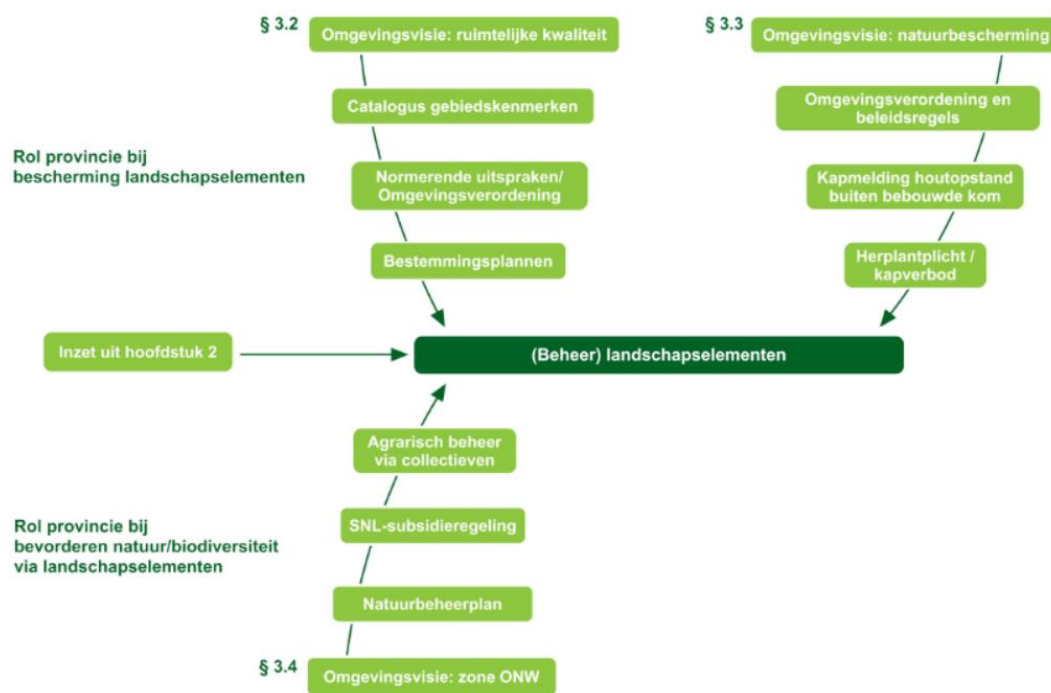 § 3.2
Omgevingsvisie: ruimtelijke kwaliteit
Catalogus gebiedskenmerken
Normerende uitspraken/
Omgevingsverordening
Bestemmingsplannen
§ 3.3
Omgevingsvisie: natuurbescherming
Omgevingsverordening en
beleidsregels
Kapmelding houtopstand
buiten bebouwde kom
Herplantplicht /
kapverbod
Rol provincie bij
bescherming landschapselementen
Inzet uit hoofdstuk 2
(Beheer) landschapselementen
Agrarisch beheer
via collectieven
SNL-subsidieregeling
Natuurbeheerplan
§ 3.4
Omgevingsvisie: zone ONW
Rol provincie bij
bevorderen natuur/biodiversiteit
via landschapselementen